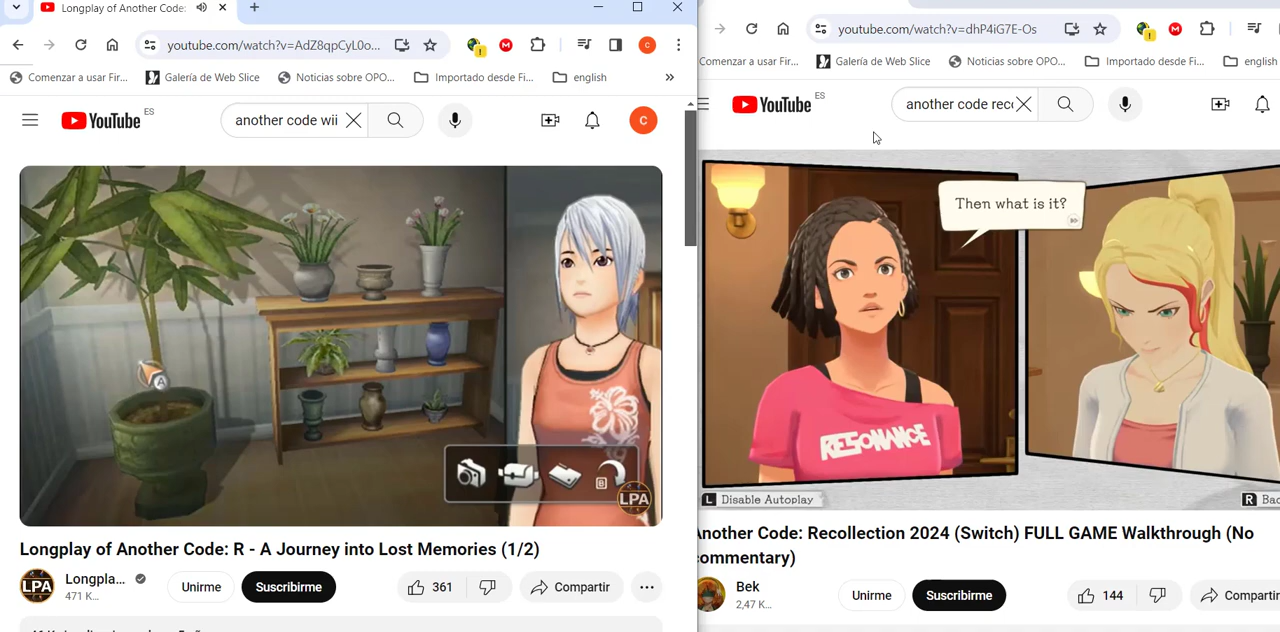 Longplay of Another Code:
youtube.com/watch?v=AdZ8qpCyL0o...
C
Comenzar a usar Fir...
Galería de Web Slice
Noticias sobre OPO...
Importado desde Fi...
english
»
YouTube ES
another code wii
C
A
B
LPA
Longplay of Another Code: R - A Journey into Lost Memories (1/2)
LPA
Longpla...
471 K...
Unirme
Suscribirme
361
Compartir
youtube.com/watch?v=dhP4iG7E-Os
Comenzar a usar Fir...
Galería de Web Slice
Noticias sobre OPO...
Importado desde Fi...
english
YouTube ES
another code rec
Then what is it?
RESONANCE
L Disable Autoplay
R Bac
Another Code: Recollection 2024 (Switch) FULL GAME Walkthrough (No
commentary)
Bek
2,47 K...
Unirme
Suscribirme
144
Compartir